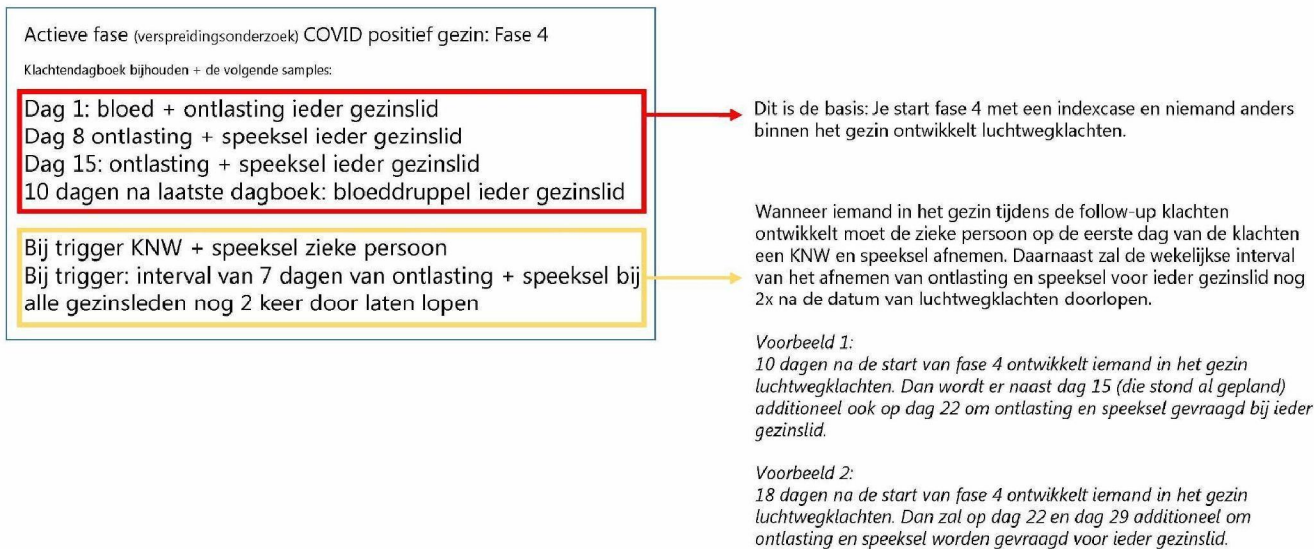 Actieve fase (verspreidingsonderzoek) COVID positief gezin: Fase 4
Klachtendagboek bijhouden + de volgende samples:
Dag 1: bloed + ontlasting ieder gezinslid
Dag 8 ontlasting + speeksel ieder gezinslid
Dag 15: ontlasting + speeksel ieder gezinslid
10 dagen na laatste dagboek: bloeddruppel ieder gezinslid
Bij trigger KNW + speeksel zieke persoon
Bij trigger: interval van 7 dagen van ontlasting + speeksel bij
alle gezinsleden nog 2 keer door laten lopen
Dit is de basis: Je start fase 4 met een indexcase en niemand anders
binnen het gezin ontwikkelt luchtwegklachten.
Wanneer iemand in het gezin tijdens de follow-up klachten
ontwikkelt moet de zieke persoon op de eerste dag van de klachten
een KNW en speeksel afnemen. Daarnaast zal de wekelijkse interval
van het afnemen van ontlasting en speeksel voor ieder gezinslid nog
2x na de datum van luchtwegklachten doorlopen.
Voorbeeld 1:
10 dagen na de start van fase 4 ontwikkelt iemand in het gezin
luchtwegklachten. Dan wordt er naast dag 15 (die stond al gepland)
additioneel ook op dag 22 om ontlasting en speeksel gevraagd bij ieder
gezinslid.
Voorbeeld 2:
18 dagen na de start van fase 4 ontwikkelt iemand in het gezin
luchtwegklachten. Dan zal op dag 22 en dag 29 additioneel om
ontlasting en speeksel worden gevraagd voor ieder gezinslid.